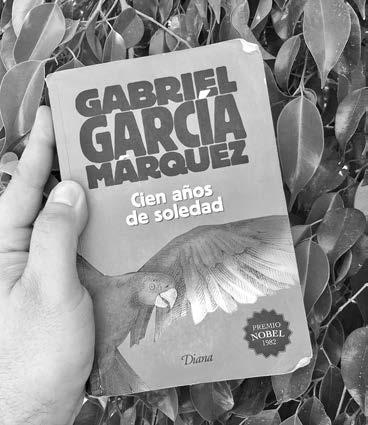 GABRIEL
GARCÍA
MÁRQUEZ
Cien años
de soledad
PREMIO
NOBEL
1982
Diana